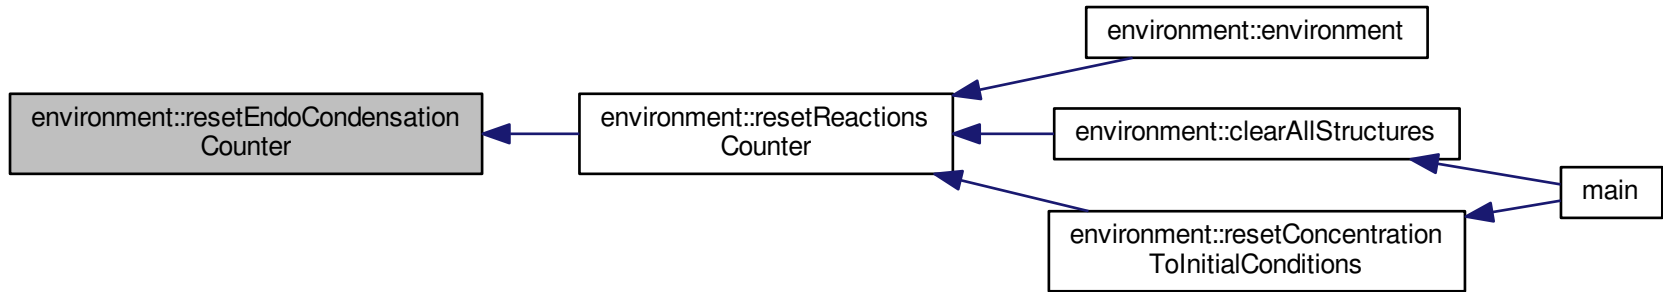 environment::resetEndoCondensation
Counter
environment::resetReactions
Counter
environment::environment
environment::clearAllStructures
environment::resetConcentration
ToInitialConditions
main